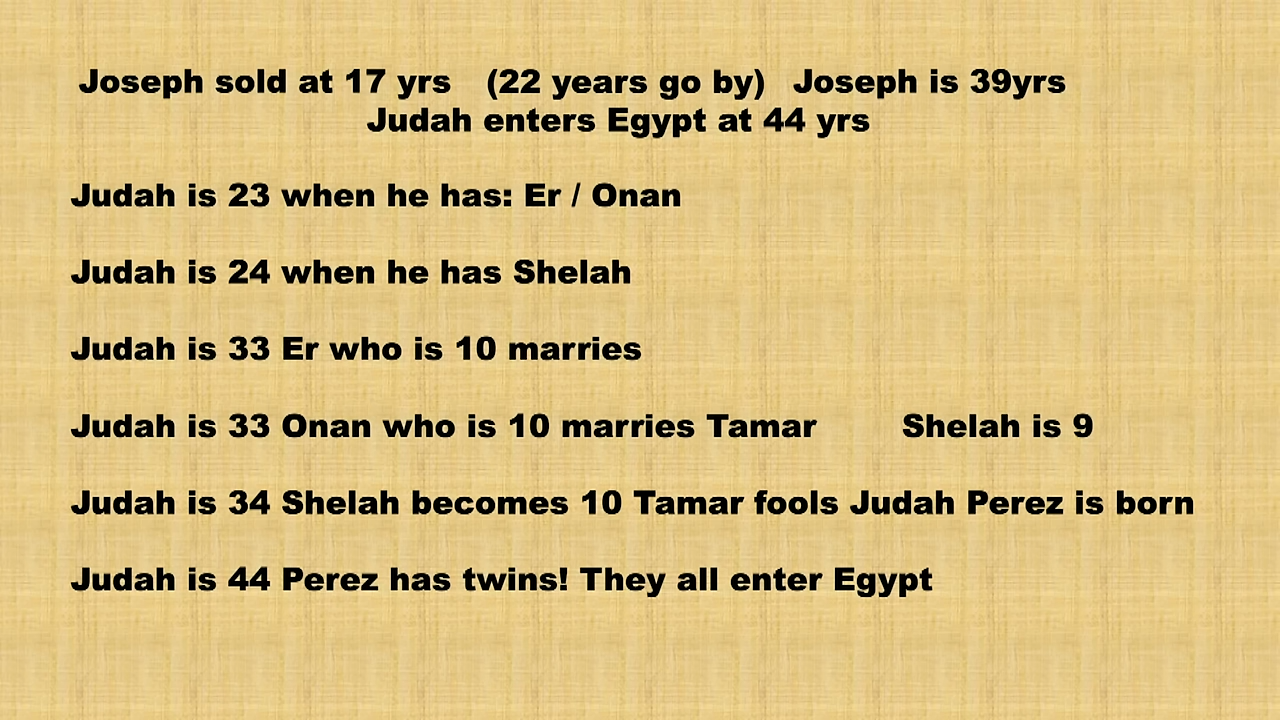 Joseph sold at 17 yrs (22 years go by) Joseph is 39yrs
Judah enters Egypt at 44 yrs
Judah is 23 when he has: Er / Onan
Judah is 24 when he has Shelah
Judah is 33 Er who is 10 marries
Judah is 33 Onan who is 10 marries Tamar Shelah is 9
Judah is 34 Shelah becomes 10 Tamar fools Judah Perez is born
Judah is 44 Perez has twins! They all enter Egypt